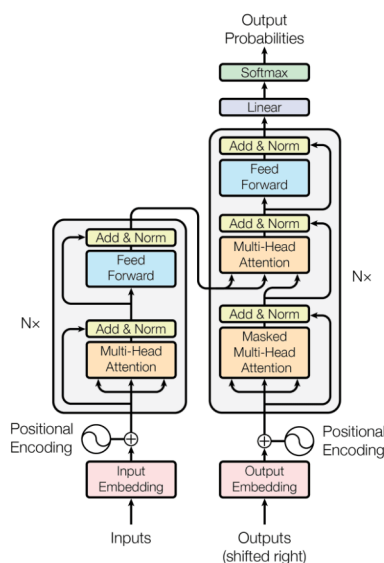 Output
Probabilities
Softmax
Linear
Add & Norm
Feed
Forward
Add & Norm
Multi-Head
Attention
Add & Norm
Masked
Multi-Head
Attention
Nx
Add & Norm
Feed
Forward
Add & Norm
Multi-Head
Attention
Nx
Positional
Encoding
Positional
Encoding
Input
Embedding
Output
Embedding
Inputs
Outputs
(shifted right)